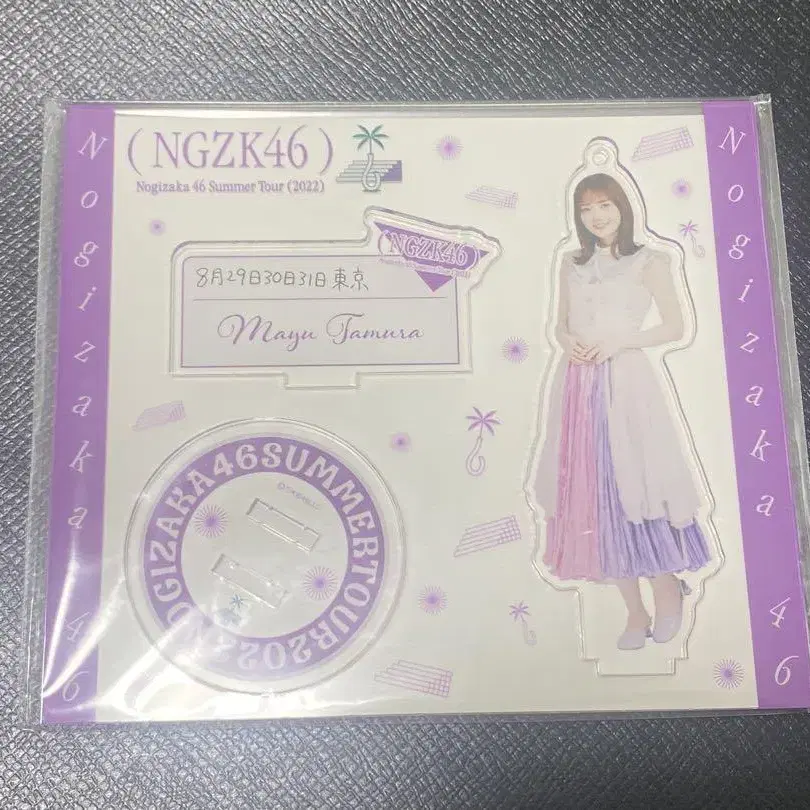 Nogizaka46
(NGZK46)
Nogizaka 46 Summer Tour (2022)
(NGZK46)
8月29日30日31日東京
Mayu Tamura
NOGIZAKA46SUMMERTOUR2022
Nogizaka46